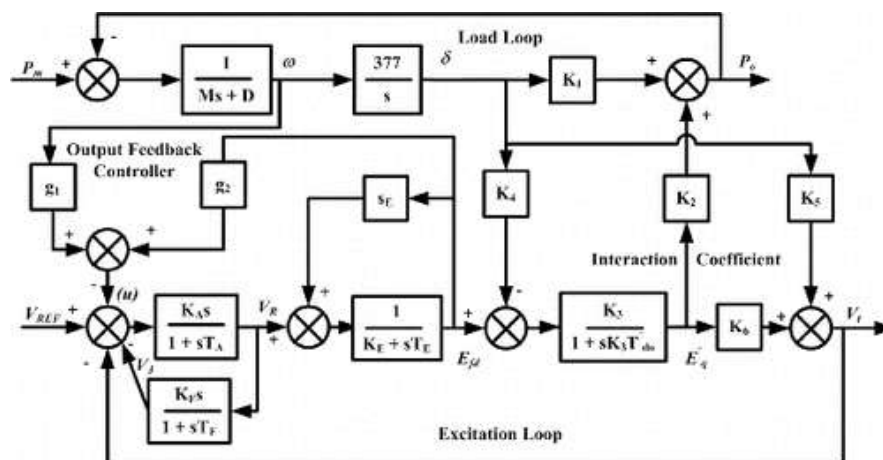 Load Loop
-
P_m
+
1
Ms + D
ω
377
s
δ
K₁
+
P_o
+
Output Feedback
Controller
g₁
g₂
S_E
K₄
K₂
K₅
+
+
Interaction
Coefficient
-
(u)
V_REF
+
K_A s
1 + sT_A
V_R
+
+
1
K_E + sT_E
+
E_fd
-
K₃
1 + sK₃T'_do
E'_q
K₆
+
+
V_t
-
-
V_f
K_F s
1 + sT_F
Excitation Loop